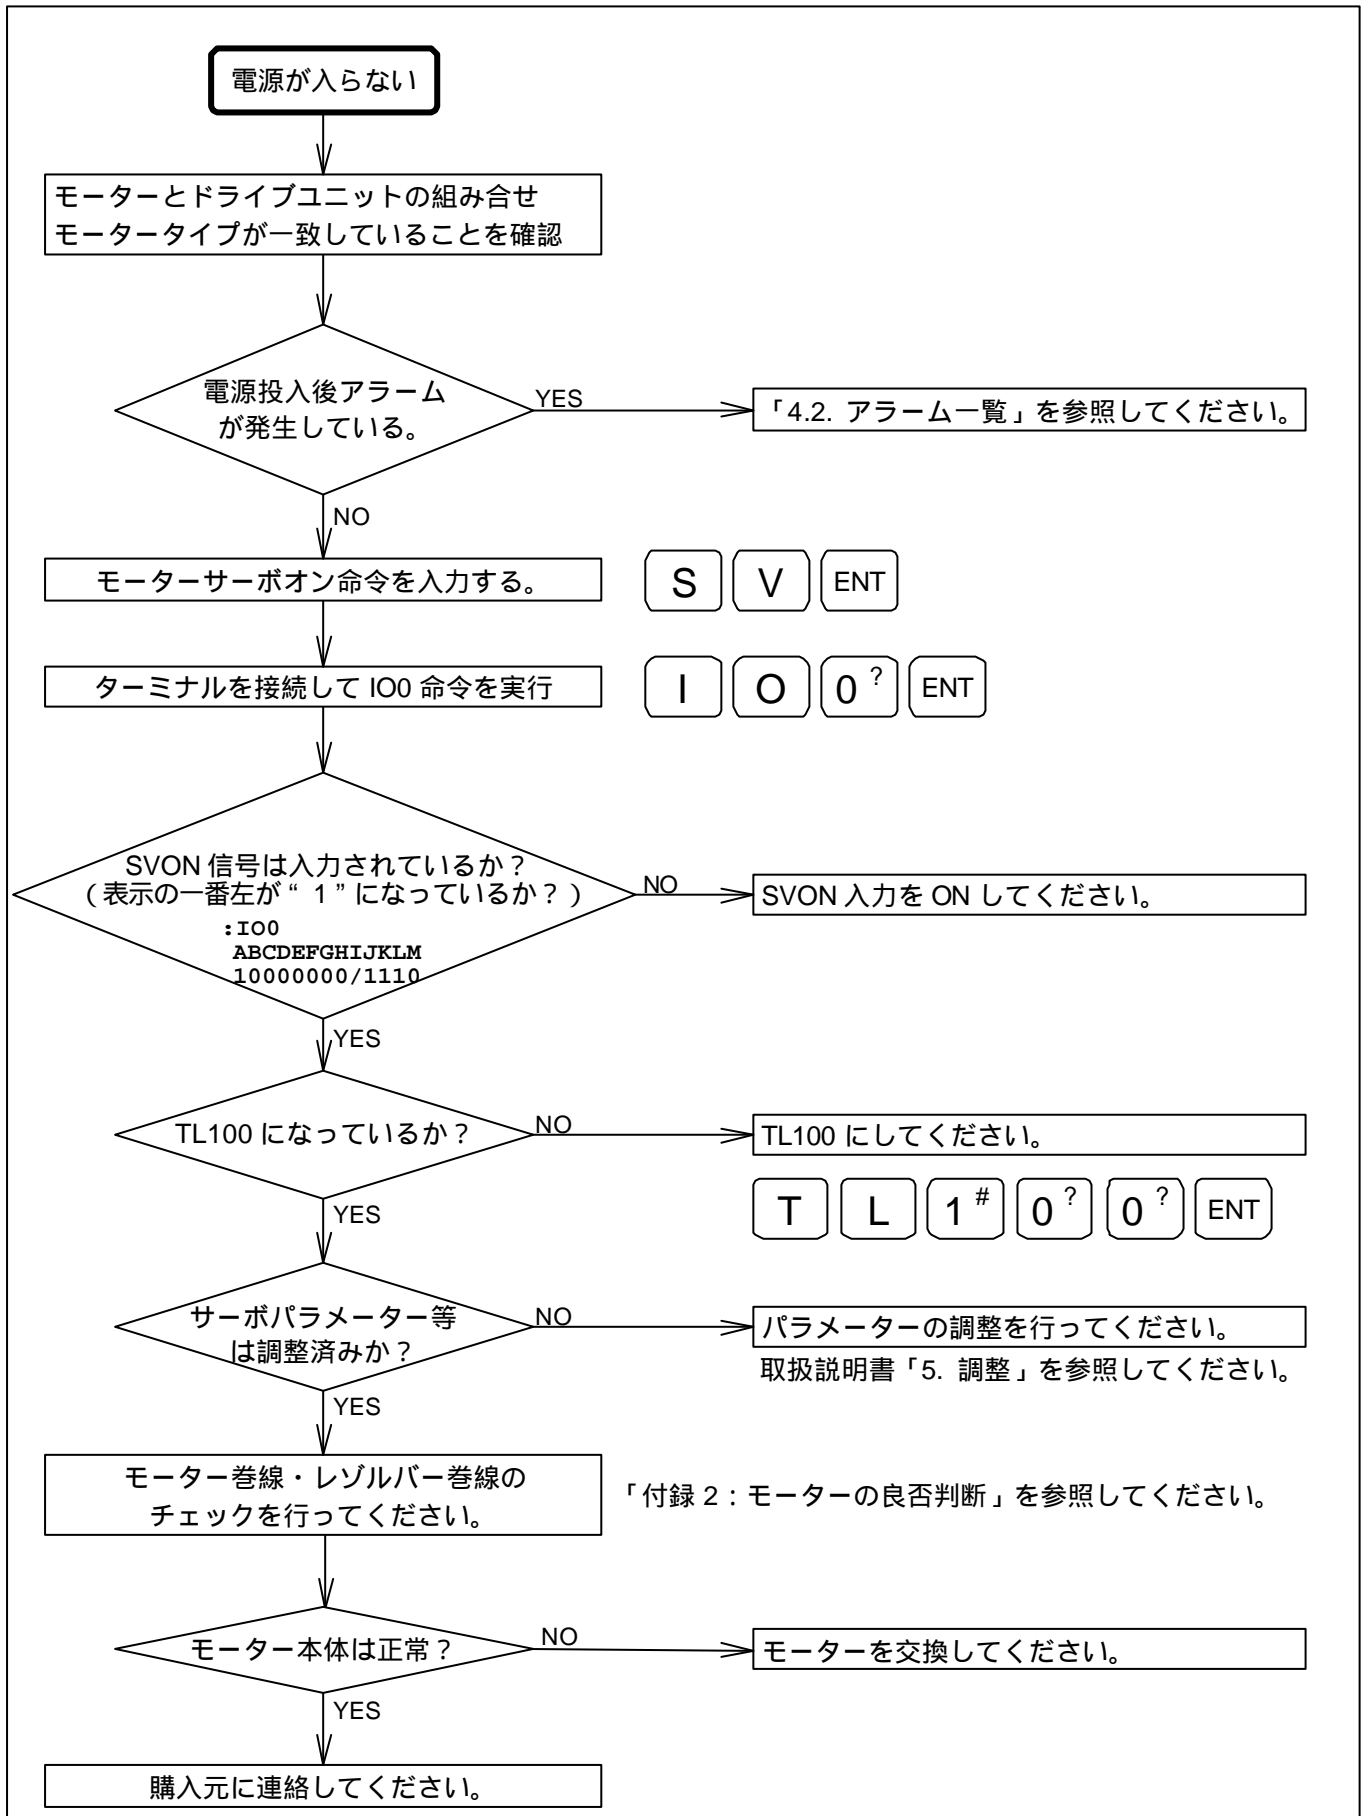 電源が入らない
モーターとドライブユニットの組み合せ
モータータイプが一致していることを確認
電源投入後アラーム
が発生している。
YES
「4.2. アラーム一覧」を参照してください。
NO
モーターサーボオン命令を入力する。
S V ENT
ターミナルを接続して IO0 命令を実行
I O 0 ? ENT
SVON 信号は入力されているか？
（表示の一番左が“ 1 ”になっているか？）
:IO0
ABCDEFGHIJKLM
10000000/1110
NO
SVON 入力を ON してください。
YES
TL100 になっているか？
NO
TL100 にしてください。
T L 1 # 0 ? 0 ? ENT
YES
サーボパラメーター等
は調整済みか？
NO
パラメーターの調整を行ってください。
取扱説明書「5. 調整」を参照してください。
YES
モーター巻線・レゾルバー巻線の
チェックを行ってください。
「付録 2：モーターの良否判断」を参照してください。
モーター本体は正常？
NO
モーターを交換してください。
YES
購入元に連絡してください。